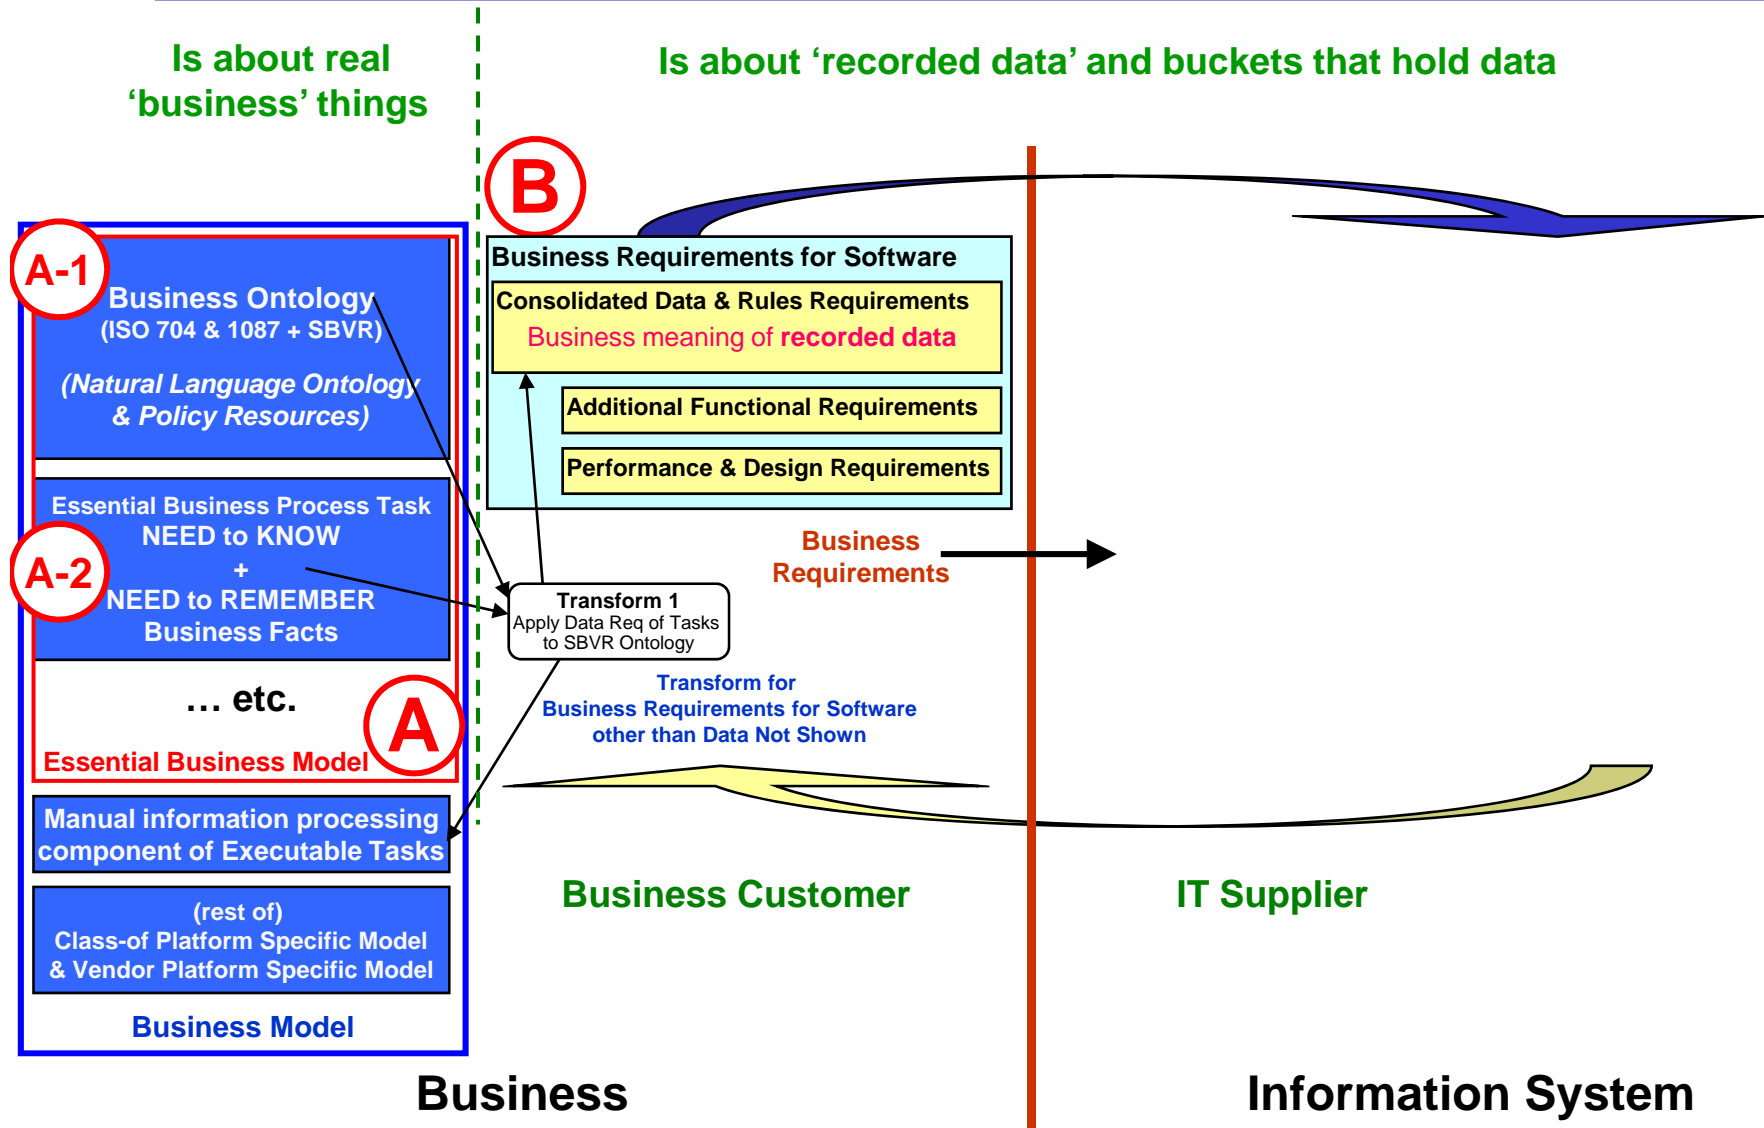 Is about real
‘business’ things
Is about ‘recorded data’ and buckets that hold data
B
A-1
Business Ontology
(ISO 704 & 1087 + SBVR)
(Natural Language Ontology
& Policy Resources)
Essential Business Process Task
NEED to KNOW
+
NEED to REMEMBER
Business Facts
A-2
… etc.
A
Essential Business Model
Manual information processing
component of Executable Tasks
(rest of)
Class-of Platform Specific Model
& Vendor Platform Specific Model
Business Model
Business Requirements for Software
Consolidated Data & Rules Requirements
Business meaning of recorded data
Additional Functional Requirements
Performance & Design Requirements
Business
Requirements
Transform 1
Apply Data Req of Tasks
to SBVR Ontology
Transform for
Business Requirements for Software
other than Data Not Shown
Business Customer
IT Supplier
Business
Information System